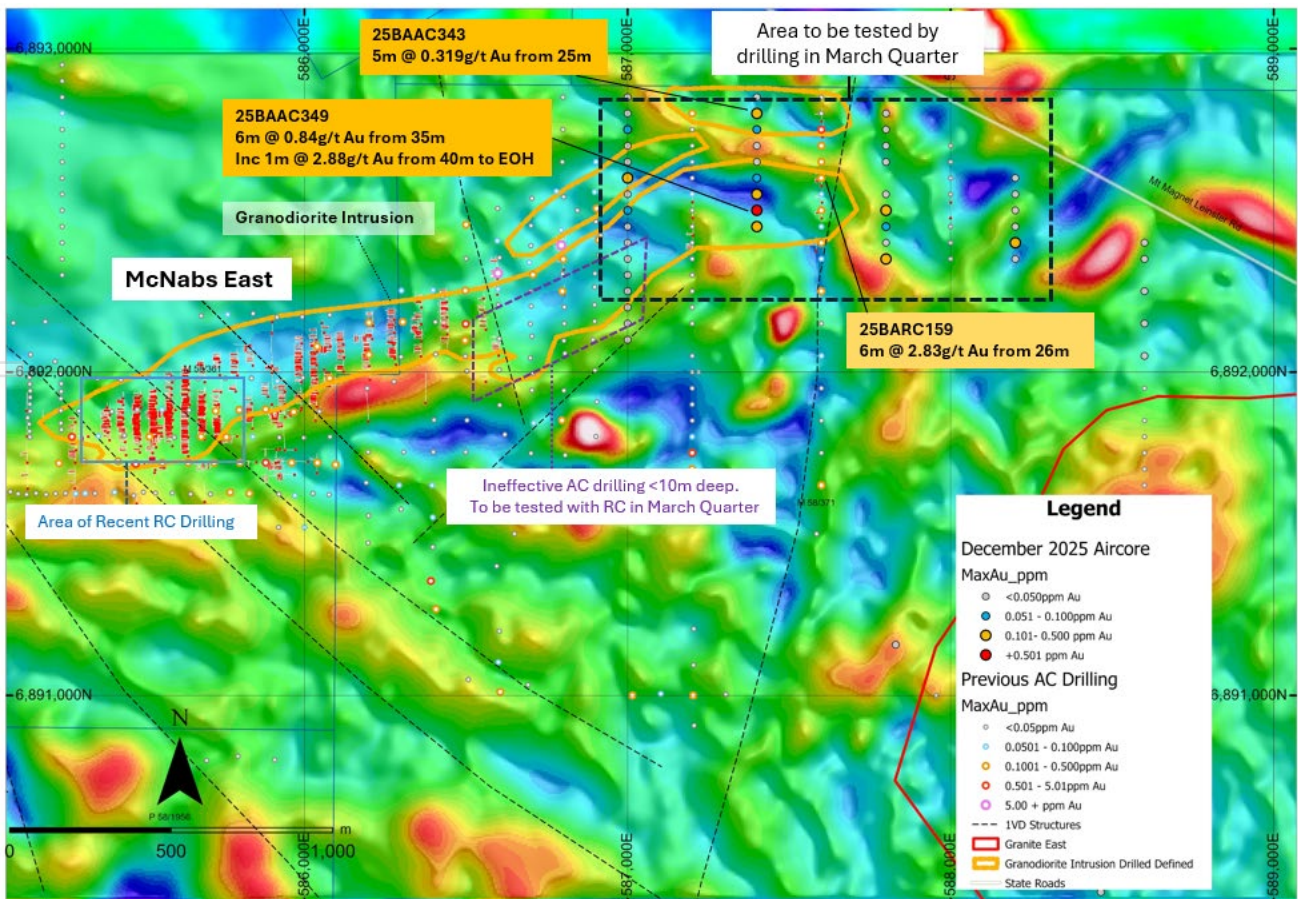 6,893,000N
586,000E
25BAAC343
5m @ 0.319g/t Au from 25m
587,000E
Area to be tested by
drilling in March Quarter
589,000E
25BAAC349
6m @ 0.84g/t Au from 35m
Inc 1m @ 2.88g/t Au from 40m to EOH
Mt Magnet Leinster Rd
Granodiorite Intrusion
McNabs East
25BARC159
6m @ 2.83g/t Au from 26m
6,892,000N
M 58/361
Ineffective AC drilling <10m deep.
To be tested with RC in March Quarter
M 58/371
Area of Recent RC Drilling
Legend
December 2025 Aircore
MaxAu_ppm
<0.050ppm Au
0.051 - 0.100ppm Au
0.101- 0.500 ppm Au
+0.501 ppm Au
Previous AC Drilling
MaxAu_ppm
<0.05ppm Au
0.0501 - 0.100ppm Au
0.1001 - 0.500ppm Au
0.501 - 5.01ppm Au
5.00 + ppm Au
1VD Structures
Granite East
Granodiorite Intrusion Drilled Defined
State Roads
6,891,000N
6,891,000N
N
P 58/1956
m
0
500
1,000
586,000E
587,000E
588,000E
589,000E